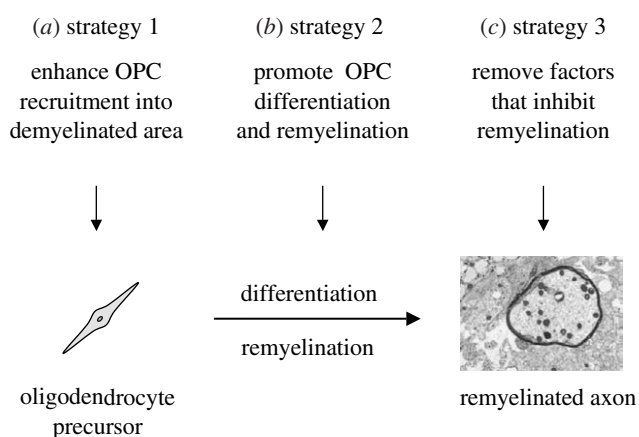 (a) strategy 1
enhance OPC
recruitment into
demyelinated area
(b) strategy 2
promote OPC
differentiation
and remyelination
(c) strategy 3
remove factors
that inhibit
remyelination
differentiation
remyelination
oligodendrocyte
precursor
remyelinated axon